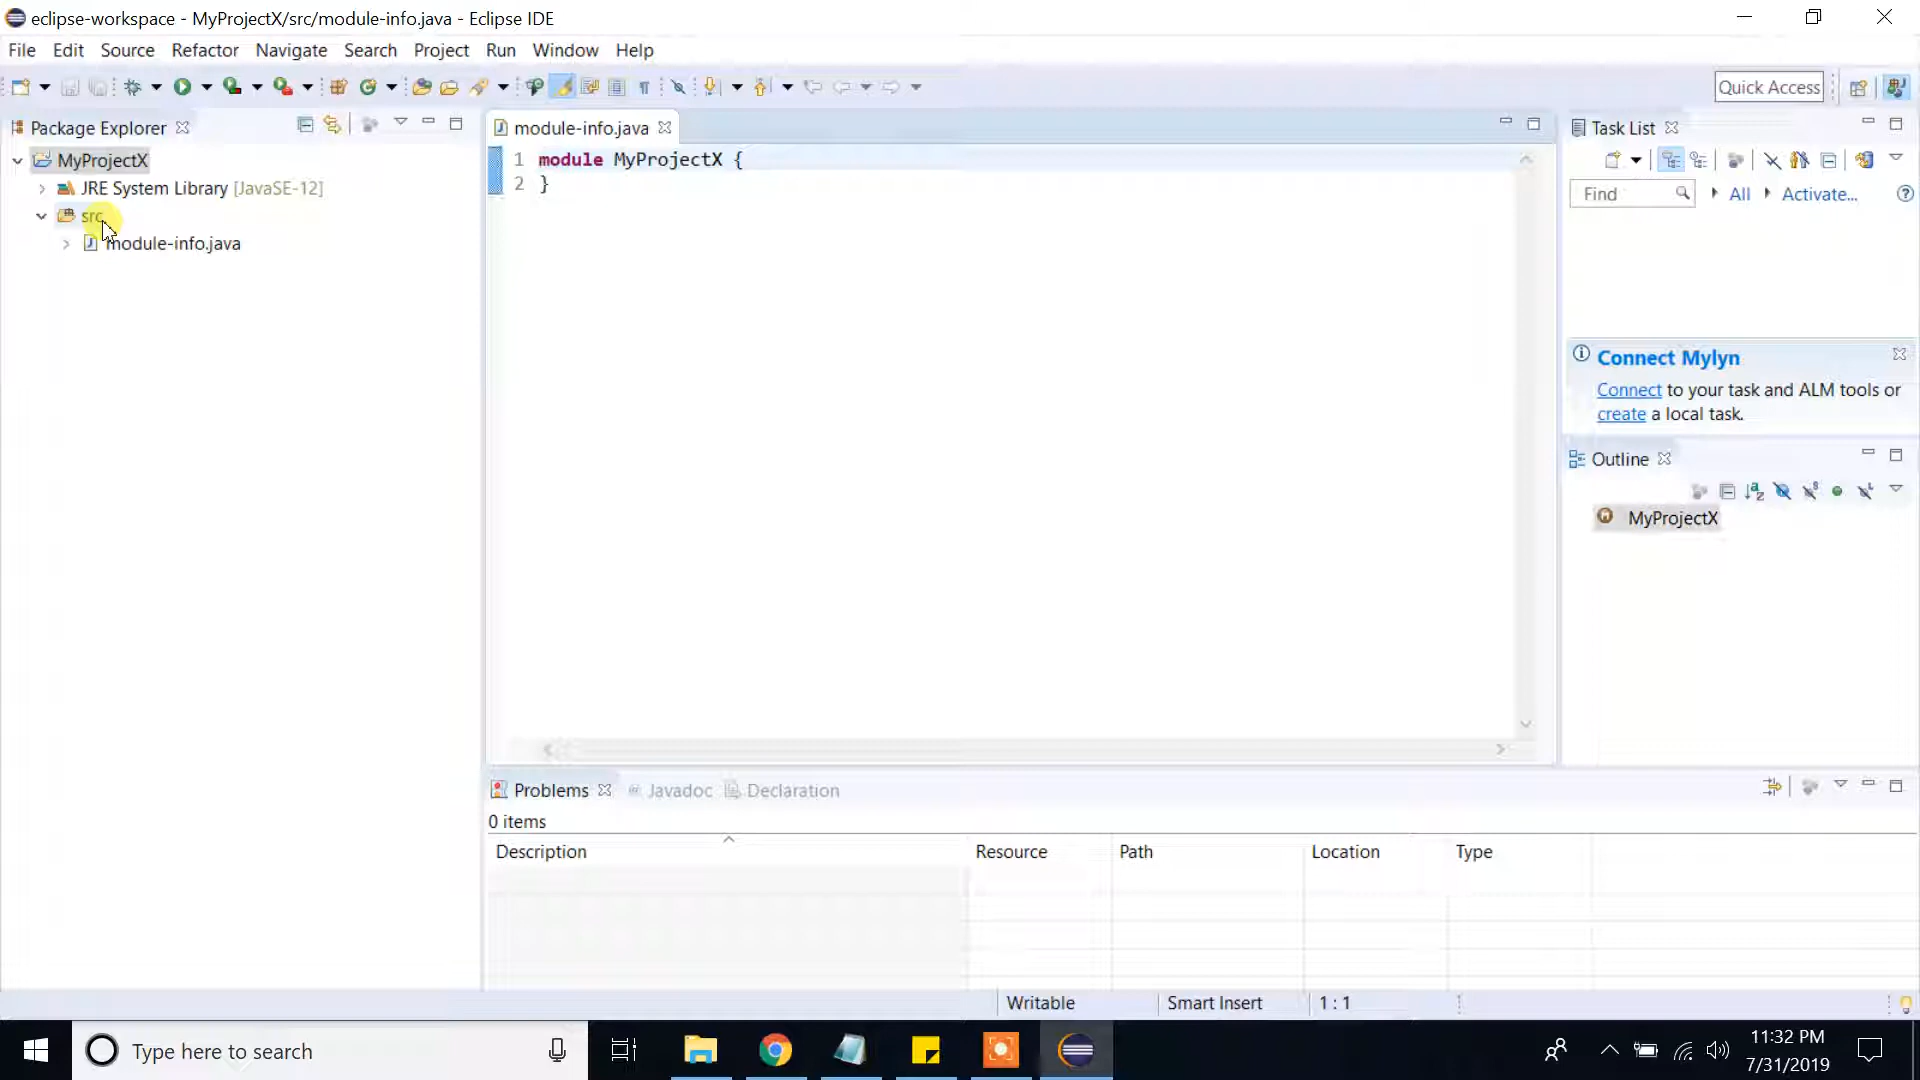 eclipse-workspace - MyProjectX/src/module-info.java - Eclipse IDE
File Edit Source Refactor Navigate Search Project Run Window Help
Quick Access
Package Explorer
module-info.java
Task List
MyProjectX
1 module MyProjectX {
2 }
JRE System Library [JavaSE-12]
src
module-info.java
Find
All
Activate...
Connect Mylyn
Connect to your task and ALM tools or
create a local task.
Outline
MyProjectX
Problems
Javadoc
Declaration
0 items
Description Resource Path Location Type
Writable
Smart Insert
1 : 1
Type here to search
11:32 PM
7/31/2019